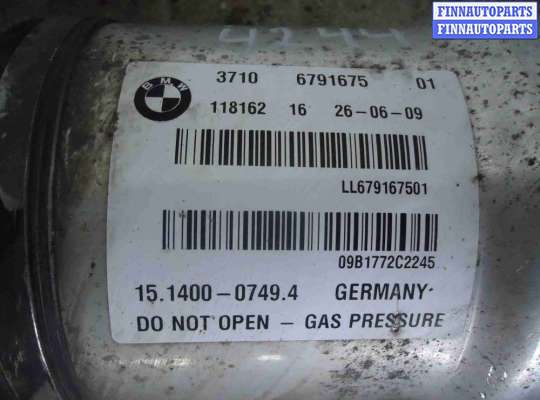 FINNAUTOPARTS
FINNAUTOPARTS
4244
BMW
3710 6791675 01
118162 16 26-06-09
LL679167501
09B1772C2245
15.1400-0749.4 GERMANY
DO NOT OPEN - GAS PRESSURE